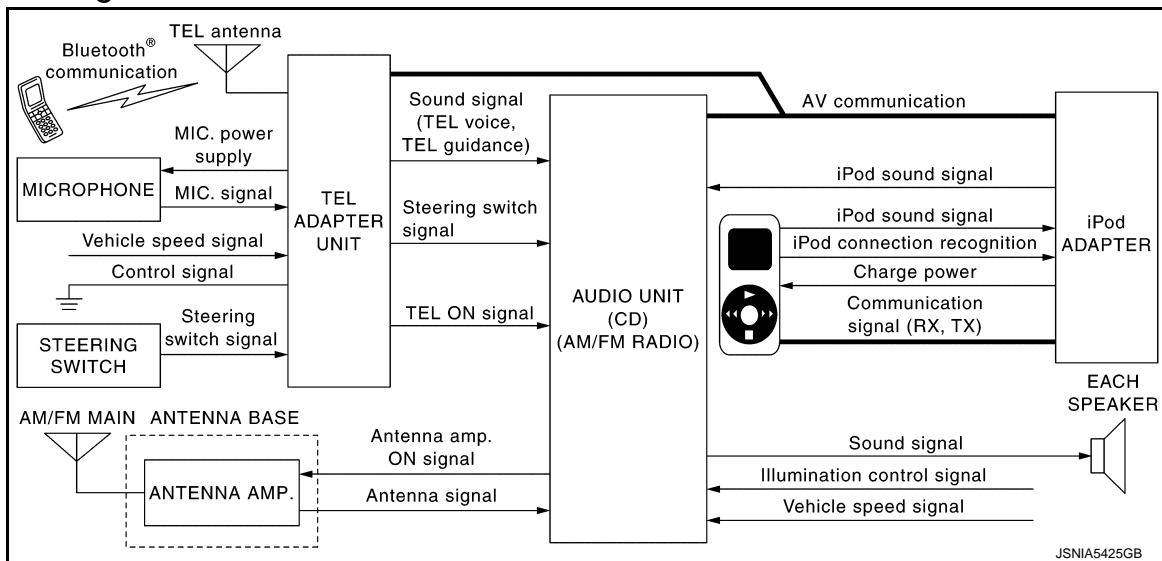 TEL antenna
Bluetooth®
communication
MIC. power
supply
MICROPHONE
MIC. signal
Vehicle speed signal
Control signal
Steering
switch signal
STEERING
SWITCH
TEL
ADAPTER
UNIT
Sound signal
(TEL voice,
TEL guidance)
Steering switch
signal
TEL ON signal
AUDIO UNIT
(CD)
(AM/FM RADIO)
AV communication
iPod sound signal
iPod sound signal
iPod connection recognition
Charge power
Communication
signal (RX, TX)
iPod
ADAPTER
EACH
SPEAKER
AM/FM MAIN
ANTENNA BASE
ANTENNA AMP.
Antenna amp.
ON signal
Antenna signal
Sound signal
Illumination control signal
Vehicle speed signal
JSNIA5425GB